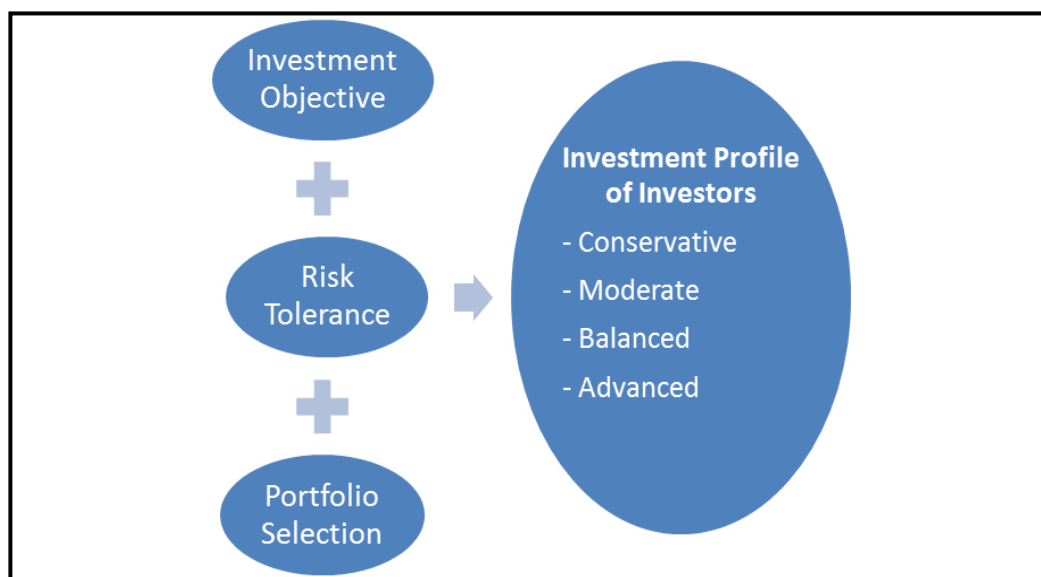 Investment
Objective
Risk
Tolerance
Portfolio
Selection
Investment Profile
of Investors
- Conservative
- Moderate
- Balanced
- Advanced